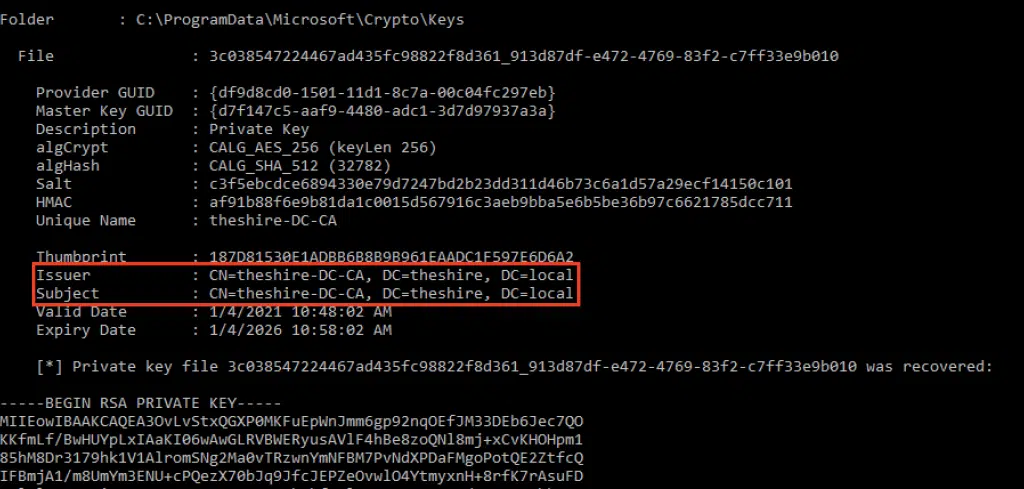 Folder : C:\ProgramData\Microsoft\Crypto\Keys
File : 3c038547224467ad435fc98822f8d361_913d87df-e472-4769-83f2-c7ff33e9b010
Provider GUID : {df9d8cd0-1501-11d1-8c7a-00c04fc297eb}
Master Key GUID : {d7f147c5-aaf9-4480-adc1-3d7d97937a3a}
Description : Private Key
algCrypt : CALG_AES_256 (keyLen 256)
algHash : CALG_SHA_512 (32782)
Salt : c3f5ebcdce6894330e79d7247bd2b23dd311d46b73c6a1d57a29ecf14150c101
HMAC : af91b88f6e9b81da1c0015d567916c3aeb9bba5e6b5be36b97c6621785dcc711
Unique Name : theshire-DC-CA
Thumbprint : 187D81530E1ADBB6B8B9B961EAADC1F597E6D6A2
Issuer : CN=theshire-DC-CA, DC=theshire, DC=local
Subject : CN=theshire-DC-CA, DC=theshire, DC=local
Valid Date : 1/4/2021 10:48:02 AM
Expiry Date : 1/4/2026 10:58:02 AM
[*] Private key file 3c038547224467ad435fc98822f8d361_913d87df-e472-4769-83f2-c7ff33e9b010 was recovered:
-----BEGIN RSA PRIVATE KEY-----
MIIEowIBAAKCAQEA3OvLvStxQGXP0MKFuEpWnJmm6gp92nqOEfJM33DEb6Jec7QO
KKfmLf/BwHUYpLxIAaKI06wAwGLRVBWERyusAVlF4hBe8zoQNl8mj+xCvKHOHpm1
85hM8Dr3179hk1V1AlromSNg2Ma0vTRzwnYmNFBM7PvNdXPDaFMgoPotQE2ZtfcQ
IFBmjA1/m8UmYm3ENU+cPQezX70bJq9JfcJEPZeOvwlO4YtmyxnH+8rfK7rAsuFD